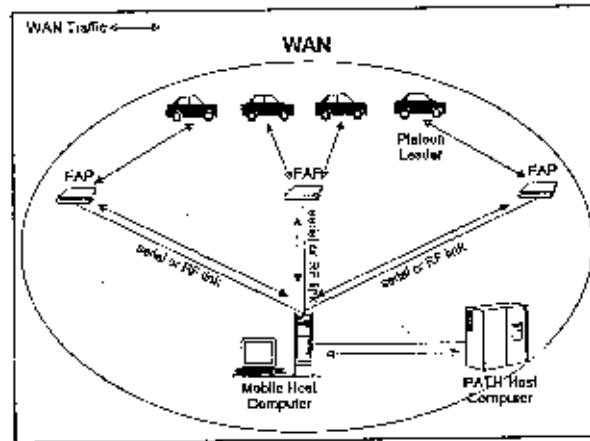 WAN Traffic
WAN
Platoon
Leader
FAP
FAP
FAP
serial or RF link
serial or RF link
serial or RF link
Mobile Host
Computer
PATH Host
Computer